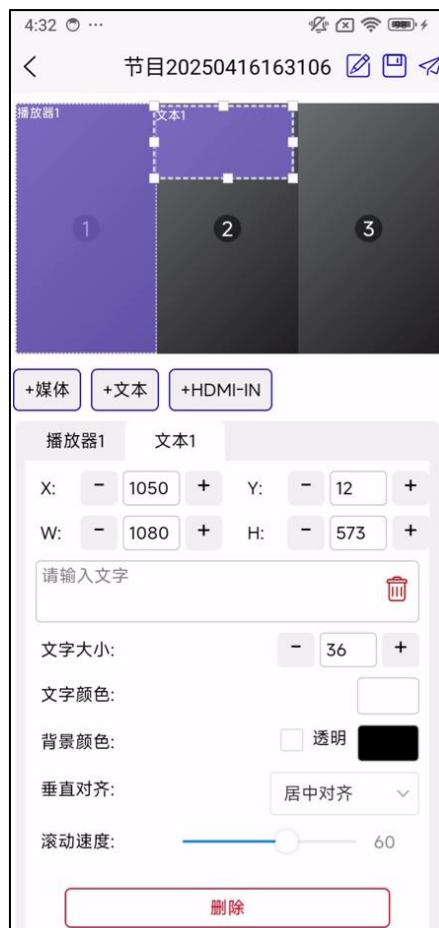 4:32 ...
节目20250416163106
播放器1
文本1
1
2
3
+媒体 +文本 +HDMI-IN
播放器1 文本1
X: - 1050 + Y: - 12 +
W: - 1080 + H: - 573 +
请输入文字
文字大小: - 36 +
文字颜色:
背景颜色: 透明
垂直对齐: 居中对齐
滚动速度: 60
删除